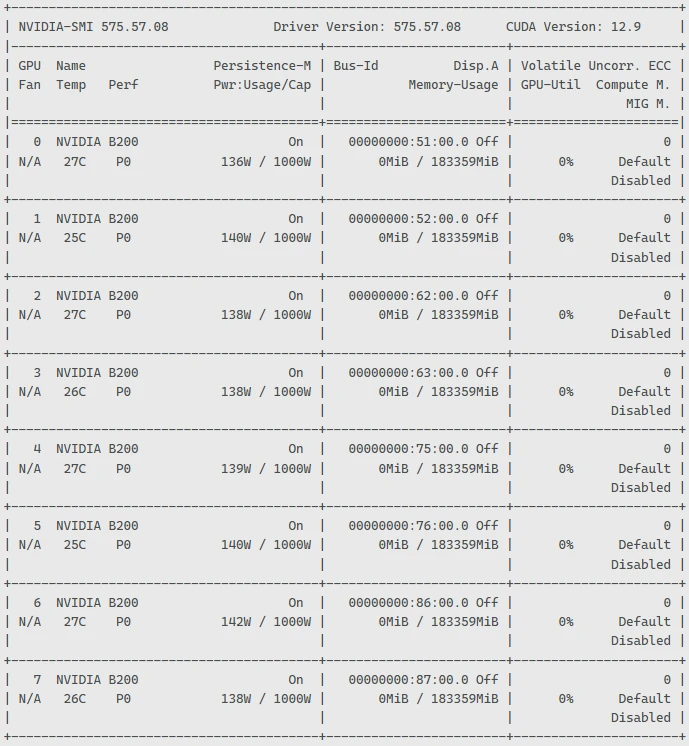 +-----------------------------------------------------------------------------------------+
| NVIDIA-SMI 575.57.08              Driver Version: 575.57.08      CUDA Version: 12.9     |
|-----------------------------------------+------------------------+----------------------+
| GPU  Name                 Persistence-M | Bus-Id          Disp.A | Volatile Uncorr. ECC |
| Fan  Temp   Perf          Pwr:Usage/Cap |           Memory-Usage | GPU-Util  Compute M. |
|                                         |                        |               MIG M. |
|=========================================+========================+======================|
|   0  NVIDIA B200                    On  |   00000000:51:00.0 Off |                    0 |
| N/A   27C    P0            136W / 1000W |       0MiB / 183359MiB |      0%      Default |
|                                         |                        |             Disabled |
+-----------------------------------------+------------------------+----------------------+
|   1  NVIDIA B200                    On  |   00000000:52:00.0 Off |                    0 |
| N/A   25C    P0            140W / 1000W |       0MiB / 183359MiB |      0%      Default |
|                                         |                        |             Disabled |
+-----------------------------------------+------------------------+----------------------+
|   2  NVIDIA B200                    On  |   00000000:62:00.0 Off |                    0 |
| N/A   27C    P0            138W / 1000W |       0MiB / 183359MiB |      0%      Default |
|                                         |                        |             Disabled |
+-----------------------------------------+------------------------+----------------------+
|   3  NVIDIA B200                    On  |   00000000:63:00.0 Off |                    0 |
| N/A   26C    P0            138W / 1000W |       0MiB / 183359MiB |      0%      Default |
|                                         |                        |             Disabled |
+-----------------------------------------+------------------------+----------------------+
|   4  NVIDIA B200                    On  |   00000000:75:00.0 Off |                    0 |
| N/A   27C    P0            139W / 1000W |       0MiB / 183359MiB |      0%      Default |
|                                         |                        |             Disabled |
+-----------------------------------------+------------------------+----------------------+
|   5  NVIDIA B200                    On  |   00000000:76:00.0 Off |                    0 |
| N/A   25C    P0            140W / 1000W |       0MiB / 183359MiB |      0%      Default |
|                                         |                        |             Disabled |
+-----------------------------------------+------------------------+----------------------+
|   6  NVIDIA B200                    On  |   00000000:86:00.0 Off |                    0 |
| N/A   27C    P0            142W / 1000W |       0MiB / 183359MiB |      0%      Default |
|                                         |                        |             Disabled |
+-----------------------------------------+------------------------+----------------------+
|   7  NVIDIA B200                    On  |   00000000:87:00.0 Off |                    0 |
| N/A   26C    P0            138W / 1000W |       0MiB / 183359MiB |      0%      Default |
|                                         |                        |             Disabled |
+-----------------------------------------+------------------------+----------------------+